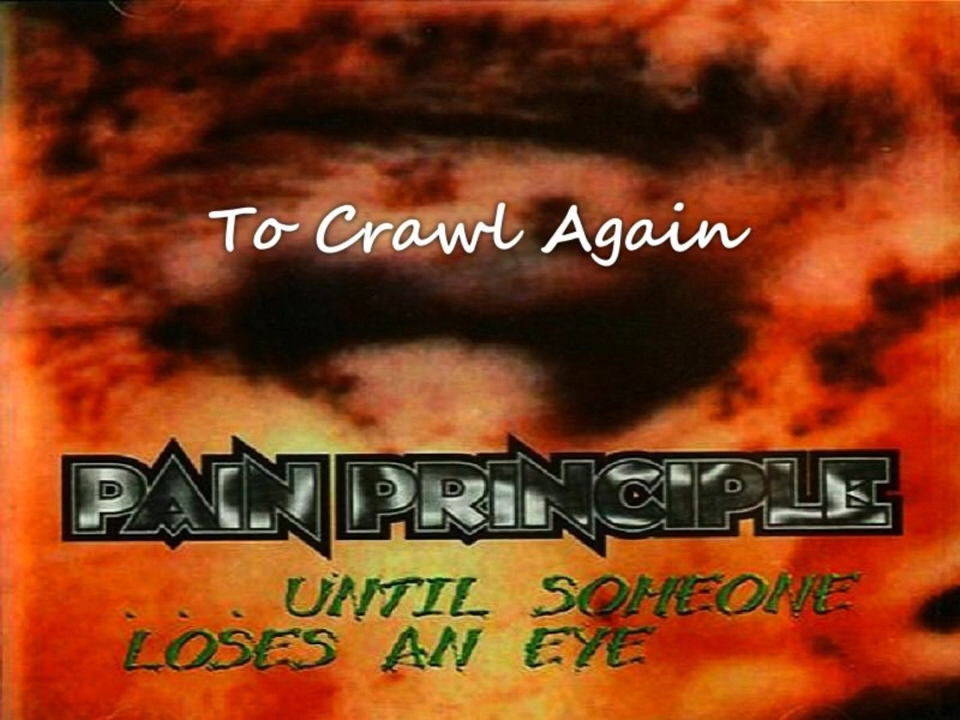 To Crawl Again
PAIN PRINCIPLE
. . . UNTIL SOMEONE
LOSES AN EYE